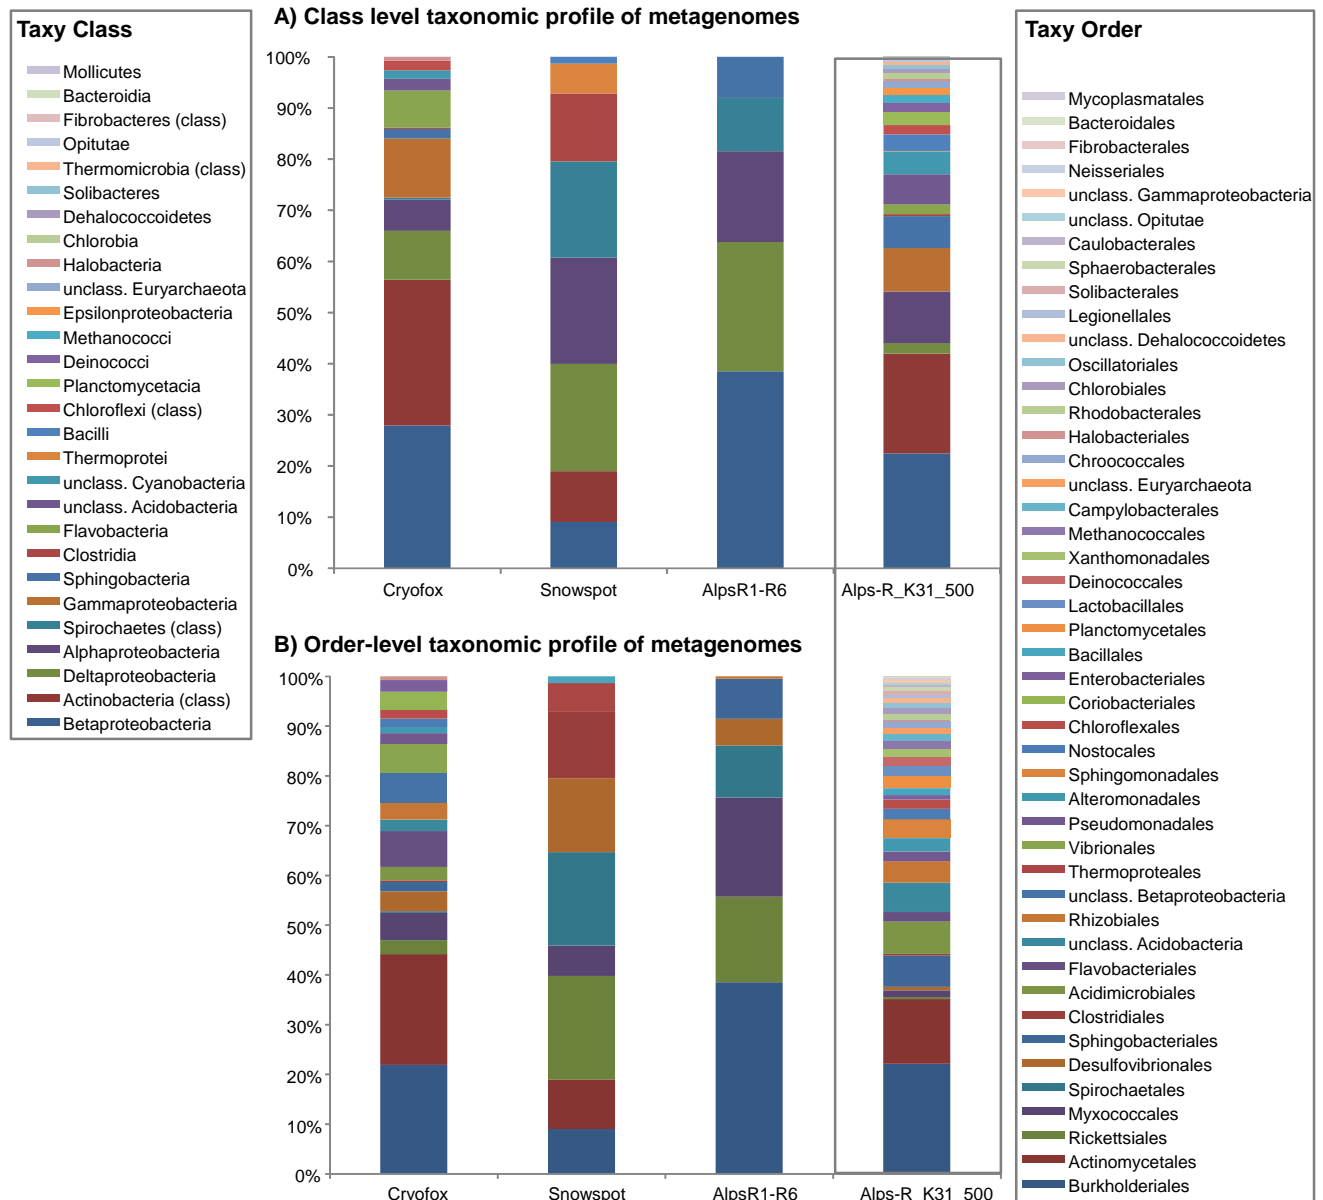 Taxy Class
Mollicutes
Bacteroidia
Fibrobacteres (class)
Opitutae
Thermomicrobia (class)
Solibacteres
Dehalococcoidetes
Chlorobia
Halobacteria
unclass. Euryarchaeota
Epsilonproteobacteria
Methanococci
Deinococci
Planctomycetacia
Chloroflexi (class)
Bacilli
Thermoprotei
unclass. Cyanobacteria
unclass. Acidobacteria
Flavobacteria
Clostridia
Sphingobacteria
Gammaproteobacteria
Spirochaetes (class)
Alphaproteobacteria
Deltaproteobacteria
Actinobacteria (class)
Betaproteobacteria
A) Class level taxonomic profile of metagenomes
100%
90%
80%
70%
60%
50%
40%
30%
20%
10%
0%
Cryofox Snowspot AlpsR1-R6 Alps-R_K31_500
B) Order-level taxonomic profile of metagenomes
100%
90%
80%
70%
60%
50%
40%
30%
20%
10%
0%
Cryofox Snowspot AlpsR1-R6 Alps-R_K31_500
Taxy Order
Mycoplasmatales
Bacteroidales
Fibrobacterales
Neisseriales
unclass. Gammaproteobacteria
unclass. Opitutae
Caulobacterales
Sphaerobacterales
Solibacterales
Legionellales
unclass. Dehalococcoidetes
Oscillatoriales
Chlorobiales
Rhodobacterales
Halobacteriales
Chroococcales
unclass. Euryarchaeota
Campylobacterales
Methanococcales
Xanthomonadales
Deinococcales
Lactobacillales
Planctomycetales
Bacillales
Enterobacteriales
Coriobacteriales
Chloroflexales
Nostocales
Sphingomonadales
Alteromonadales
Pseudomonadales
Vibrionales
Thermoproteales
unclass. Betaproteobacteria
Rhizobiales
unclass. Acidobacteria
Flavobacteriales
Acidimicrobiales
Clostridiales
Sphingobacteriales
Desulfovibrionales
Spirochaetales
Myxococcales
Rickettsiales
Actinomycetales
Burkholderiales